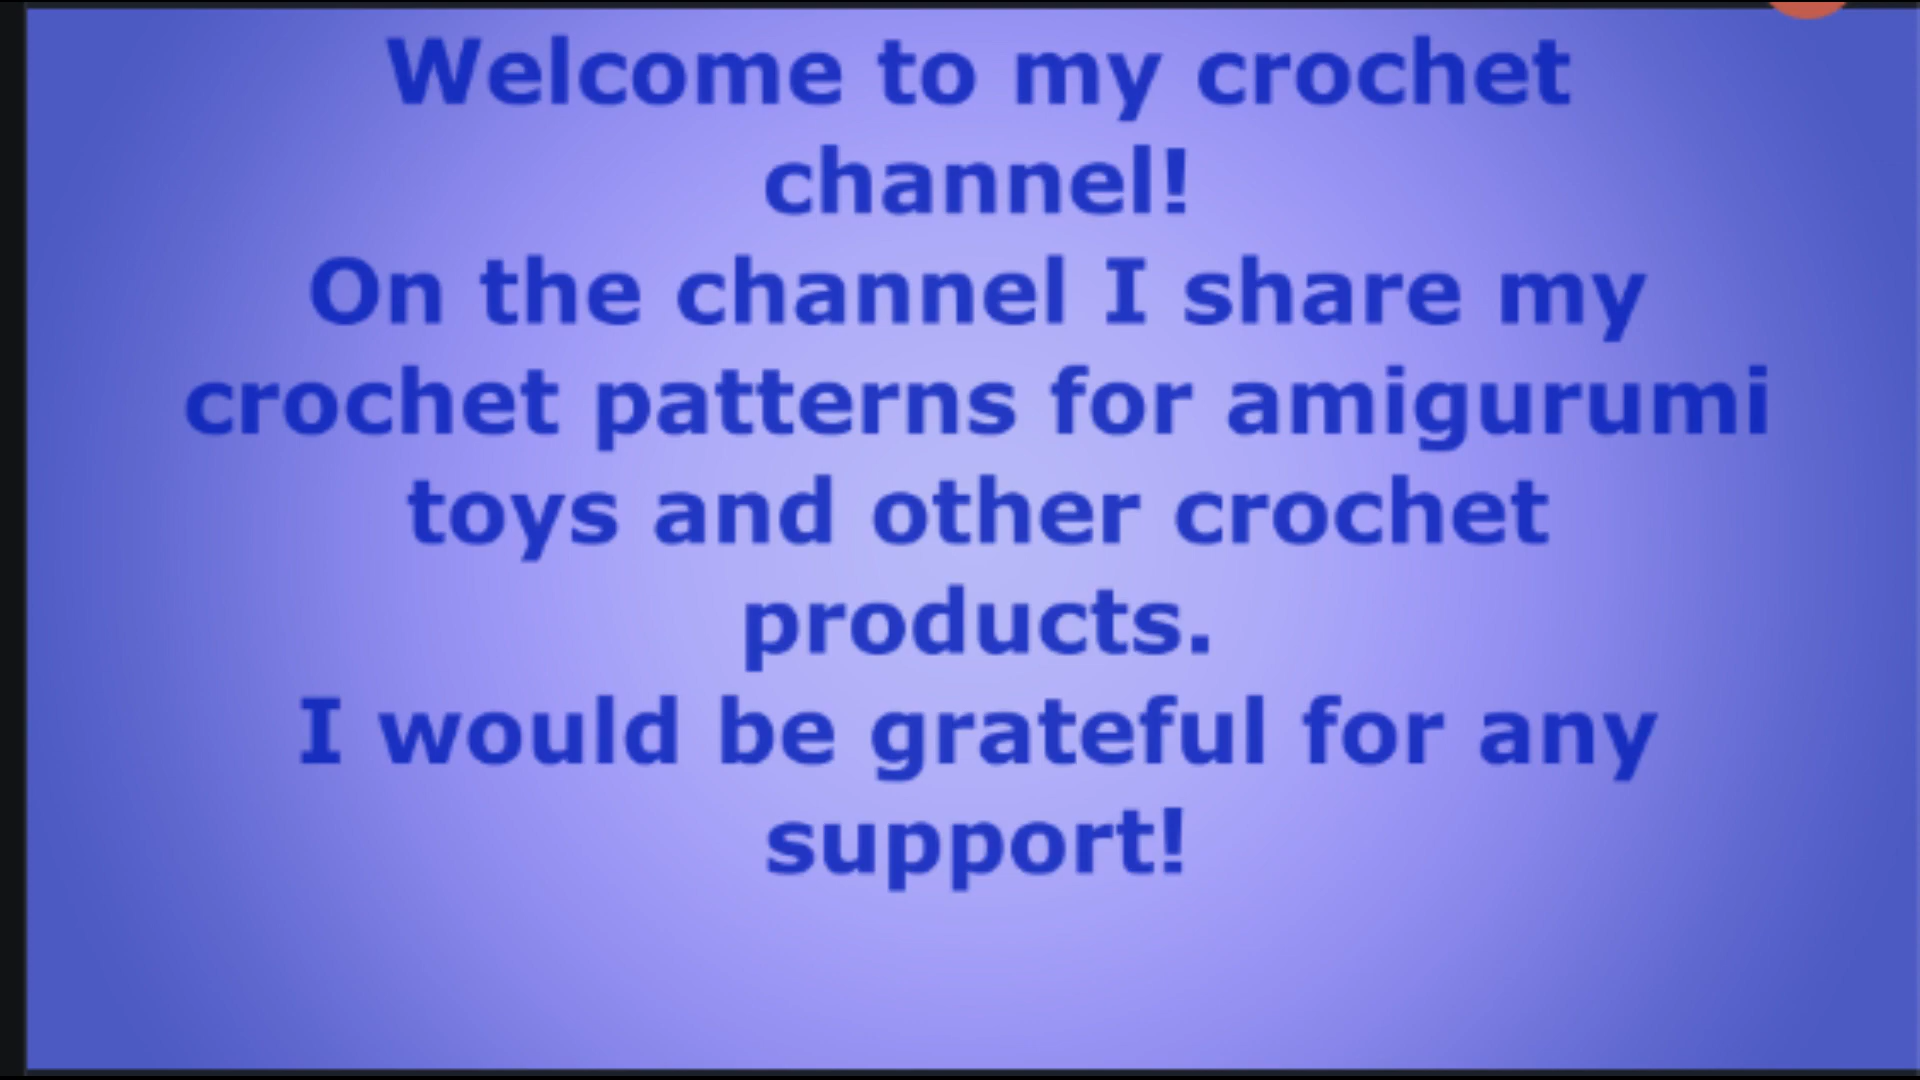 Welcome to my crochet
channel!
On the channel I share my
crochet patterns for amigurumi
toys and other crochet
products.
I would be grateful for any
support!